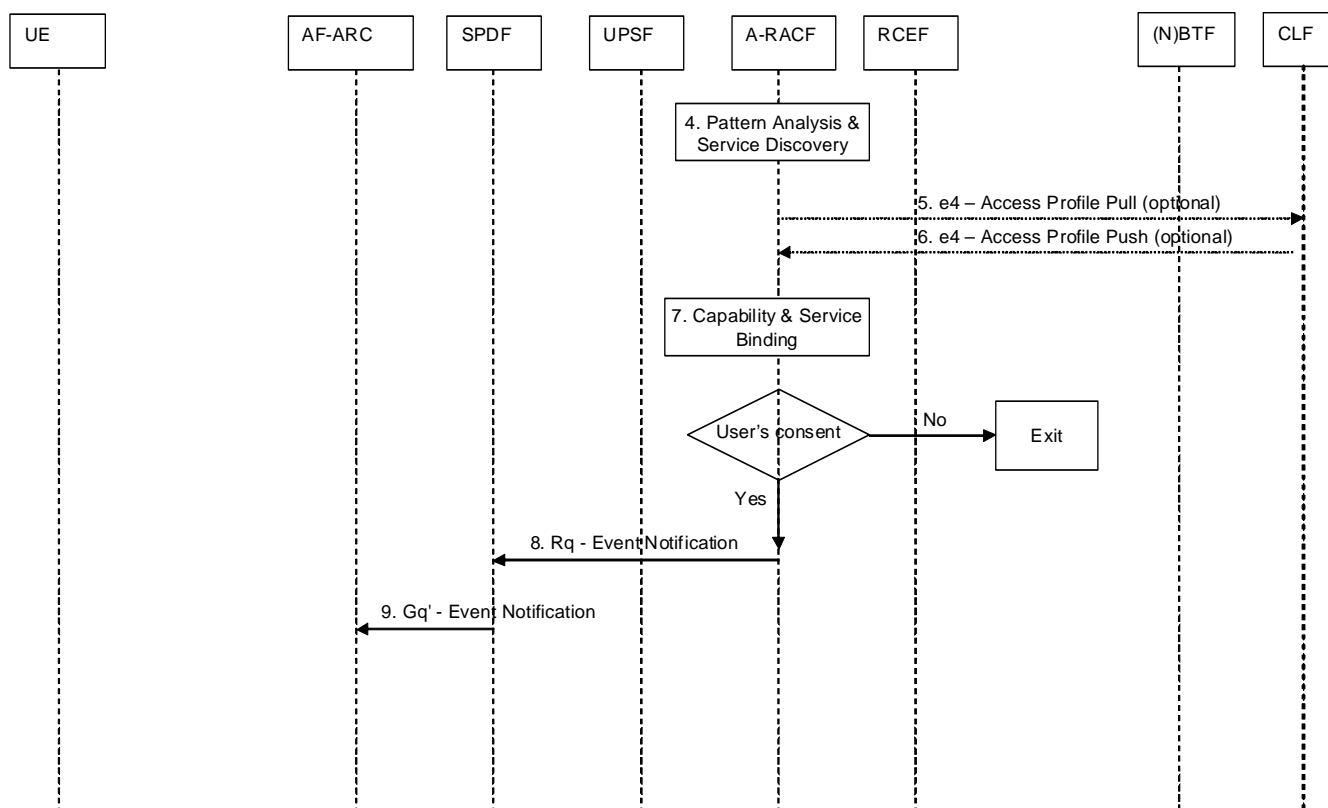 UE
AF-ARC
SPDF
UPSF
A-RACF
RCEF
(N)BTF
CLF
4. Pattern Analysis &
Service Discovery
5. e4 – Access Profile Pull (optional)
6. e4 – Access Profile Push (optional)
7. Capability & Service
Binding
User’s consent
No
Exit
Yes
8. Rq - Event Notification
9. Gq' - Event Notification